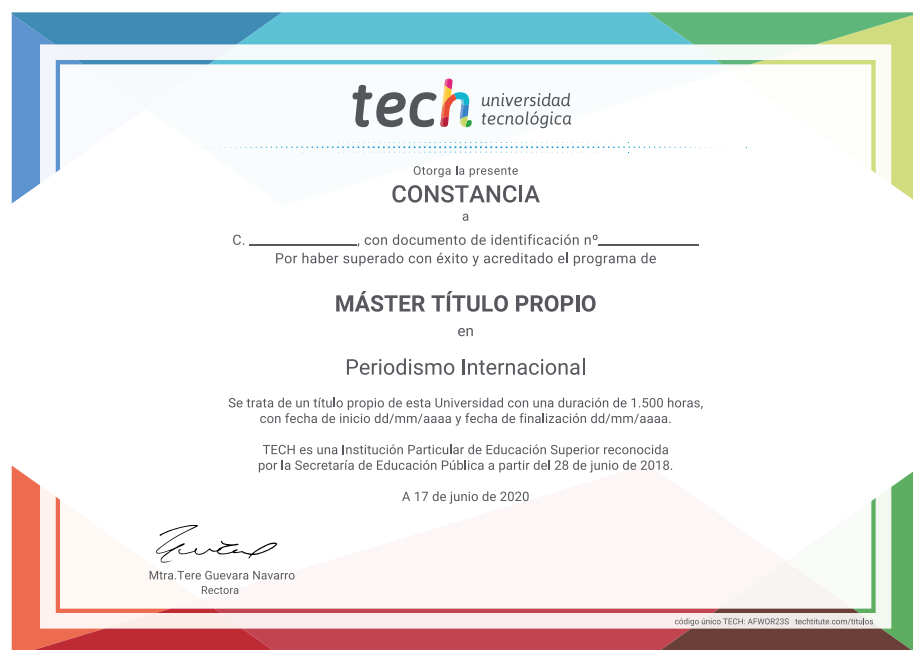 tech universidad
tecnológica
Otorga la presente
CONSTANCIA
a
C. ____________, con documento de identificación nº____________
Por haber superado con éxito y acreditado el programa de
MÁSTER TÍTULO PROPIO
en
Periodismo Internacional
Se trata de un título propio de esta Universidad con una duración de 1.500 horas,
con fecha de inicio dd/mm/aaaa y fecha de finalización dd/mm/aaaa.
TECH es una Institución Particular de Educación Superior reconocida
por la Secretaría de Educación Pública a partir del 28 de junio de 2018.
A 17 de junio de 2020
Mtra.Tere Guevara Navarro
Rectora
código único TECH: AFWOR23S techtitute.com/titulos